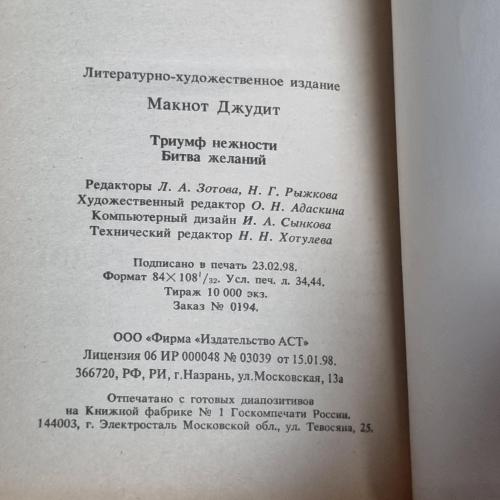 Литературно-художественное издание
Макнот Джудит
Триумф нежности
Битва желаний
Редакторы Л. А. Зотова, Н. Г. Рыжкова
Художественный редактор О. Н. Адаскина
Компьютерный дизайн И. А. Сынкова
Технический редактор Н. Н. Хотулева
Подписано в печать 23.02.98.
Формат 84×108¹/₃₂. Усл. печ. л. 34,44.
Тираж 10 000 экз.
Заказ № 0194.
ООО «Фирма «Издательство АСТ»
Лицензия 06 ИР 000048 № 03039 от 15.01.98.
366720, РФ, РИ, г.Назрань, ул.Московская, 13а
Отпечатано с готовых диапозитивов
на Книжной фабрике № 1 Госкомпечати России.
144003, г. Электросталь Московской обл., ул. Тевосяна, 25.